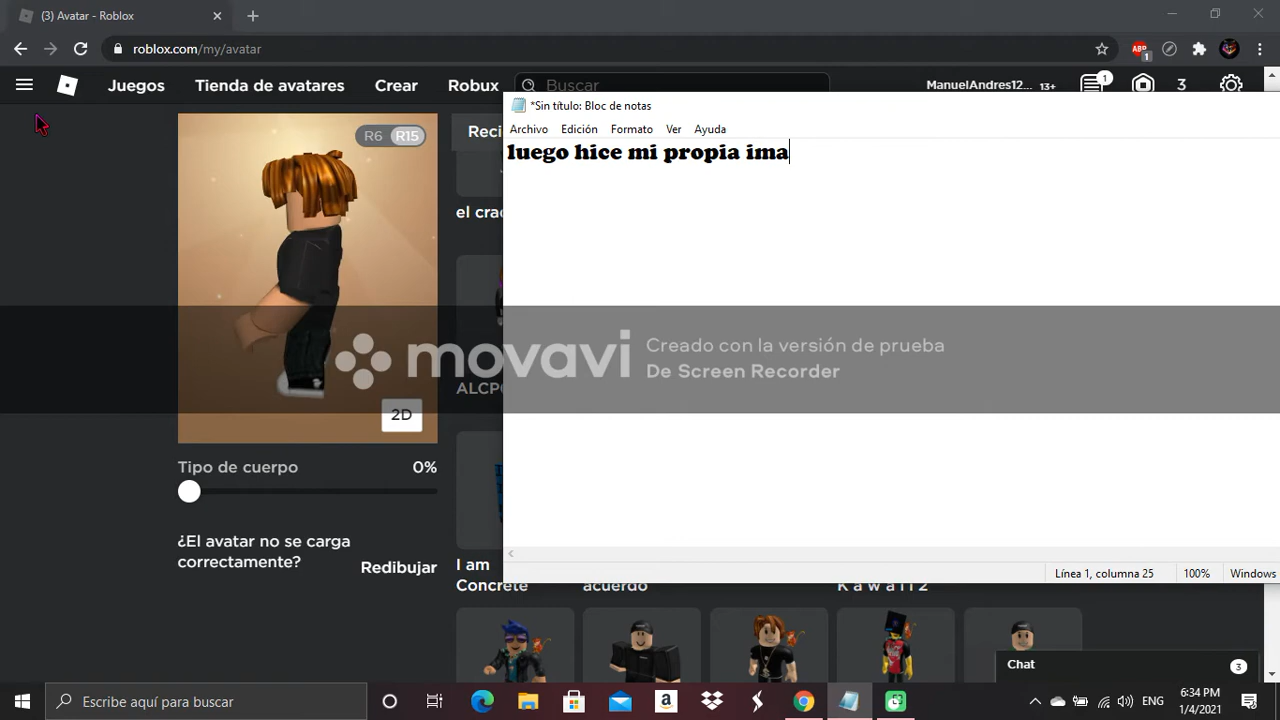 (3) Avatar - Roblox
roblox.com/my/avatar
ABP
1
Juegos
Tienda de avatares
Crear
Robux
Buscar
ManuelAndres12...
13+
1
3
*Sin título: Bloc de notas
Archivo Edición Formato Ver Ayuda
luego hice mi propia ima
R6 R15
Reci
el crac
movavi
Creado con la versión de prueba
De Screen Recorder
2D
Tipo de cuerpo 0%
¿El avatar no se carga
correctamente?
Redibujar
I am
Concrete
acuerdo
K a w a i i 2
Línea 1, columna 25
100%
Windows
Chat
3
Escribe aquí para buscar
ENG
6:34 PM
1/4/2021